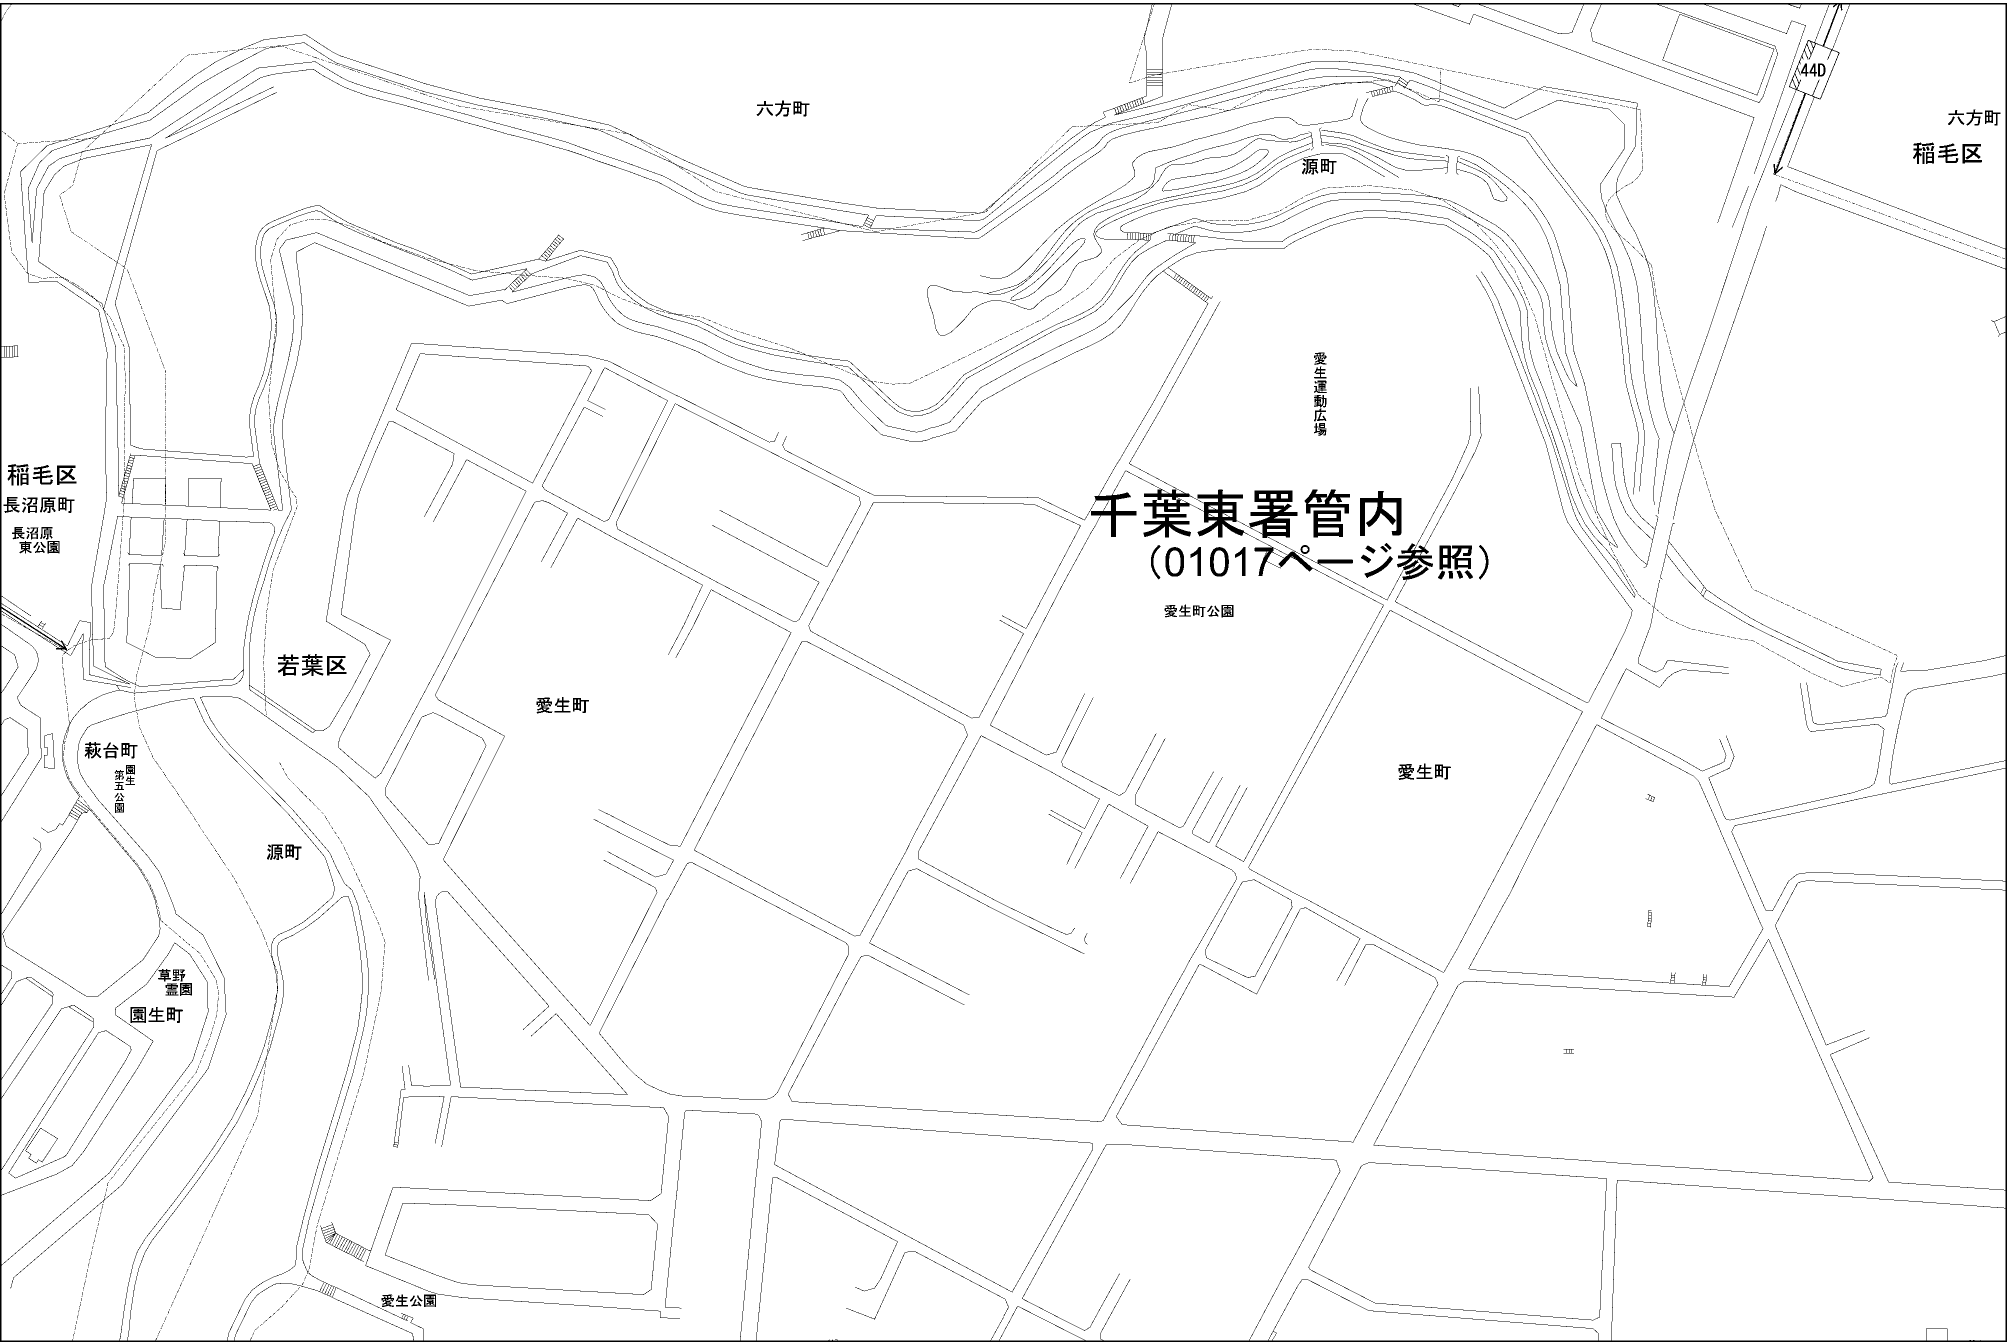 44D
六方町
六方町
稲毛区
源町
愛生運動広場
稲毛区
長沼原町
長沼原
東公園
千葉東署管内
（01017ページ参照）
愛生町公園
若葉区
愛生町
萩台町
園生
第五公園
愛生町
源町
草野
霊園
園生町
愛生公園